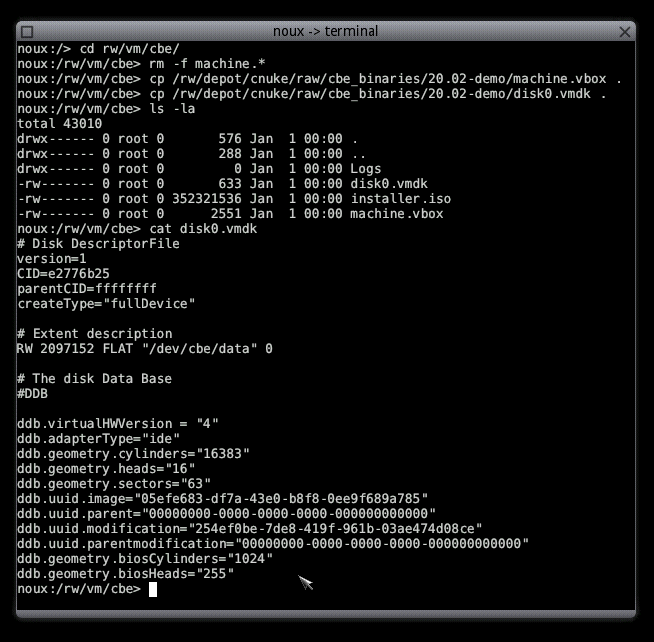 noux -> terminal
noux:/> cd rw/vm/cbe/
noux:/rw/vm/cbe> rm -f machine.*
noux:/rw/vm/cbe> cp /rw/depot/cnuke/raw/cbe_binaries/20.02-demo/machine.vbox .
noux:/rw/vm/cbe> cp /rw/depot/cnuke/raw/cbe_binaries/20.02-demo/disk0.vmdk .
noux:/rw/vm/cbe> ls -la
total 43010
drwx------ 0 root 0       576 Jan  1 00:00 .
drwx------ 0 root 0       288 Jan  1 00:00 ..
drwx------ 0 root 0         0 Jan  1 00:00 Logs
-rw------- 0 root 0       633 Jan  1 00:00 disk0.vmdk
-rw------- 0 root 0 352321536 Jan  1 00:00 installer.iso
-rw------- 0 root 0      2551 Jan  1 00:00 machine.vbox
noux:/rw/vm/cbe> cat disk0.vmdk
# Disk DescriptorFile
version=1
CID=e2776b25
parentCID=ffffffff
createType="fullDevice"
# Extent description
RW 2097152 FLAT "/dev/cbe/data" 0
# The disk Data Base
#DDB
ddb.virtualHWVersion = "4"
ddb.adapterType="ide"
ddb.geometry.cylinders="16383"
ddb.geometry.heads="16"
ddb.geometry.sectors="63"
ddb.uuid.image="05efe683-df7a-43e0-b8f8-0ee9f689a785"
ddb.uuid.parent="00000000-0000-0000-0000-000000000000"
ddb.uuid.modification="254ef0be-7de8-419f-961b-03ae474d08ce"
ddb.uuid.parentmodification="00000000-0000-0000-0000-000000000000"
ddb.geometry.biosCylinders="1024"
ddb.geometry.biosHeads="255"
noux:/rw/vm/cbe>